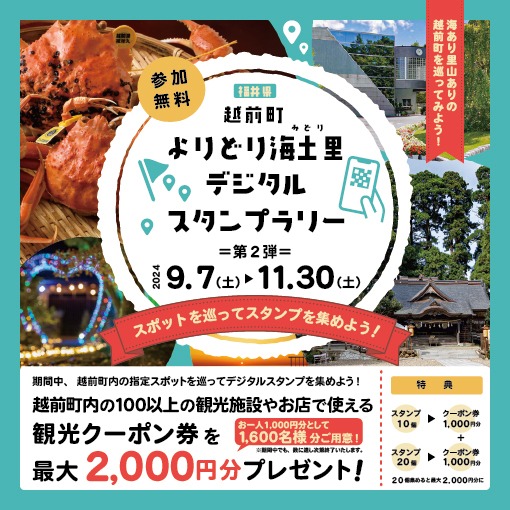 海あり里山ありの
越前町を巡ってみよう！
参加
無料
福井県
越前町
みどり
よりどり海土里
デジタル
スタンプラリー
＝第2弾＝
2024 9.7(土)▶11.30(土)
スポットを巡ってスタンプを集めよう！
期間中、越前町内の指定スポットを巡ってデジタルスタンプを集めよう！
越前町内の100以上の観光施設やお店で使える
観光クーポン券を
お一人1,000円分として
1,600名様分ご用意！
※期間中でも、数に達し次第終了いたします。
最大2,000円分プレゼント！
特典
スタンプ10個 ▶ クーポン券1,000円分
+
スタンプ20個 ▶ クーポン券1,000円分
20個集めると最大2,000円分に